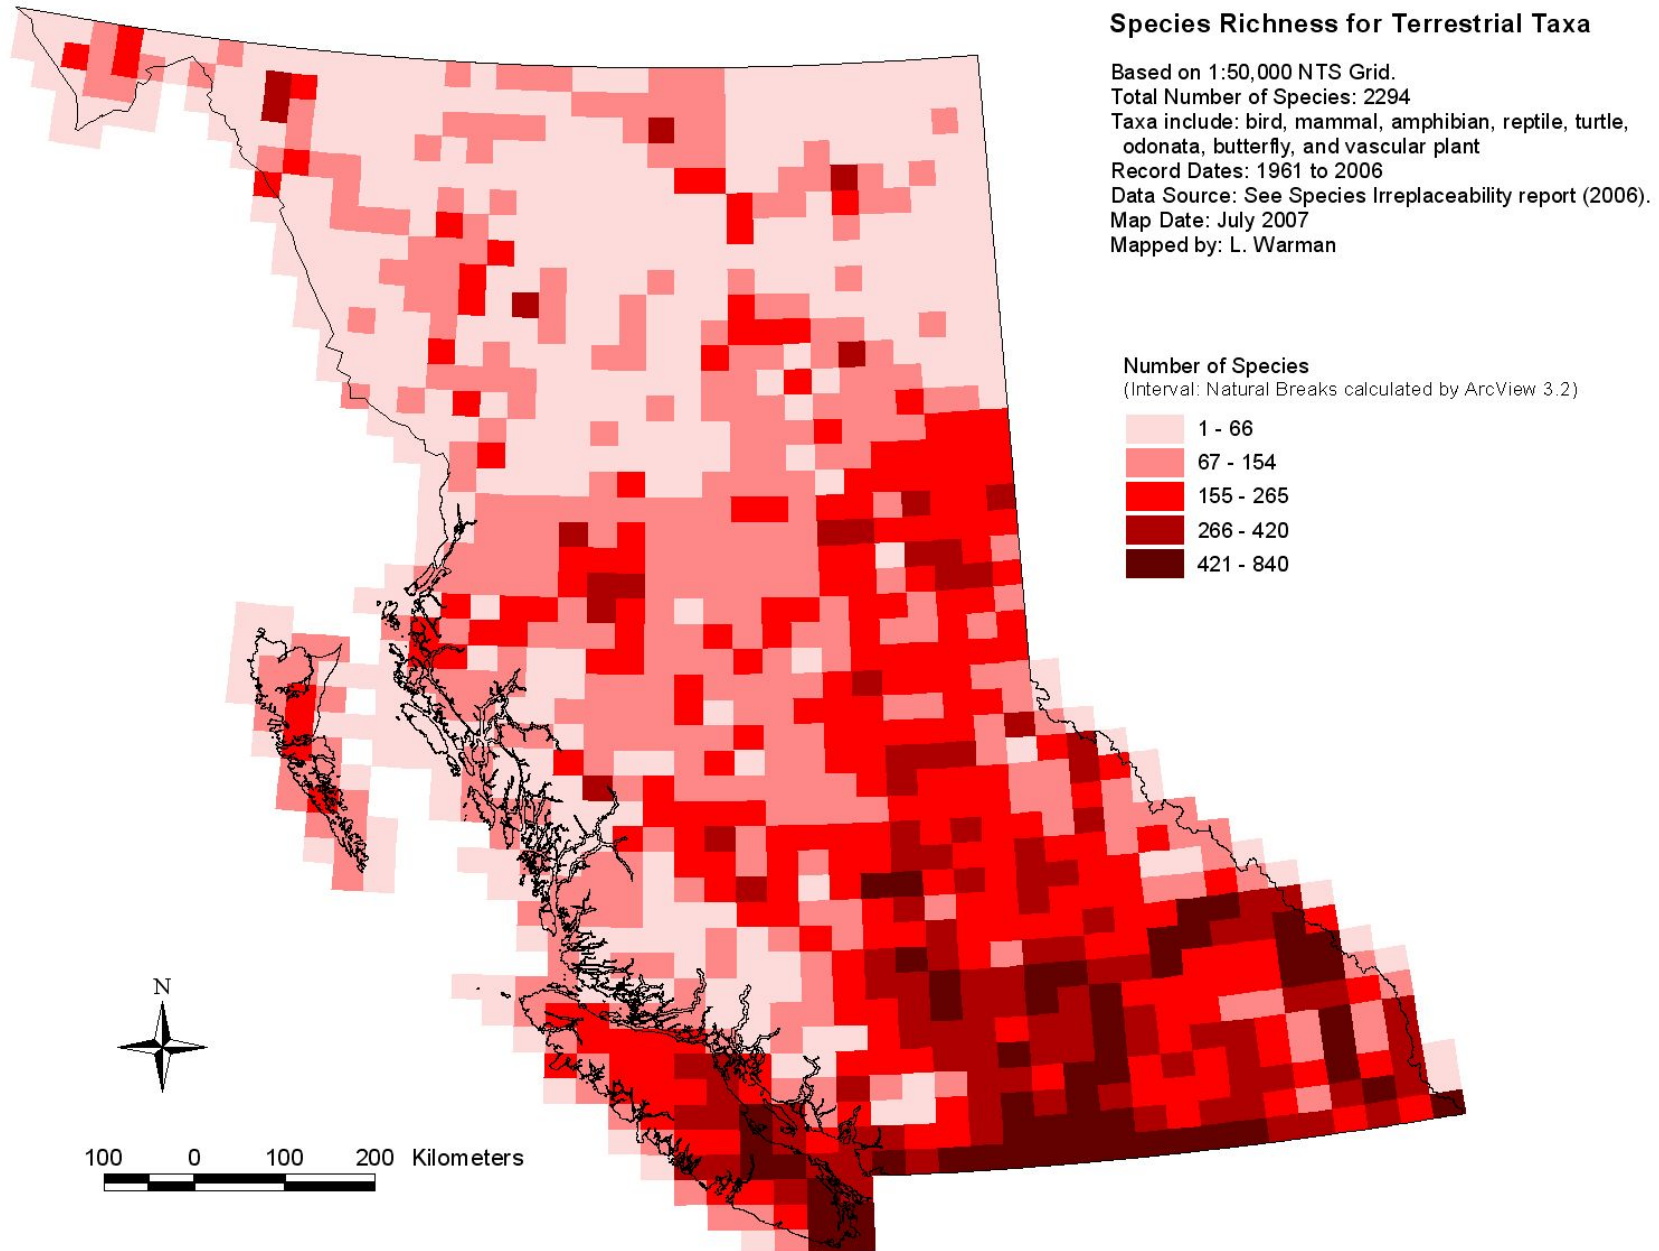 Species Richness for Terrestrial Taxa
Based on 1:50,000 NTS Grid.
Total Number of Species: 2294
Taxa include: bird, mammal, amphibian, reptile, turtle,
odonata, butterfly, and vascular plant
Record Dates: 1961 to 2006
Data Source: See Species Irreplaceability report (2006).
Map Date: July 2007
Mapped by: L. Warman
Number of Species
(Interval: Natural Breaks calculated by ArcView 3.2)
1 - 66
67 - 154
155 - 265
266 - 420
421 - 840
N
100 0 100 200 Kilometers